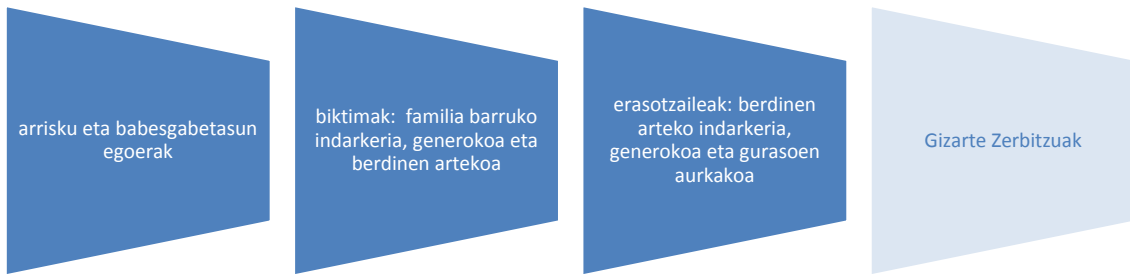 arrisku eta babesgabetasun
egoerak
biktimak:  familia barruko
indarkeria, generokoa eta
berdinen artekoa
erasotzaileak: berdinen
arteko indarkeria,
generokoa eta gurasoen
aurkakoa
Gizarte Zerbitzuak